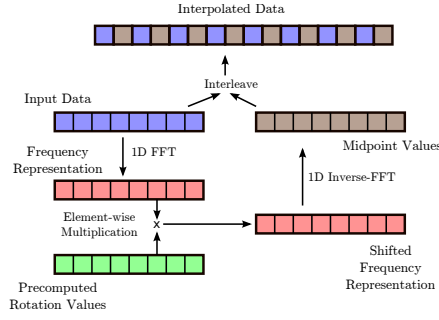 Interpolated Data
Interleave
Input Data
Midpoint Values
1D FFT
Frequency
Representation
1D Inverse-FFT
Element-wise
Multiplication
x
Shifted
Frequency
Representation
Precomputed
Rotation Values